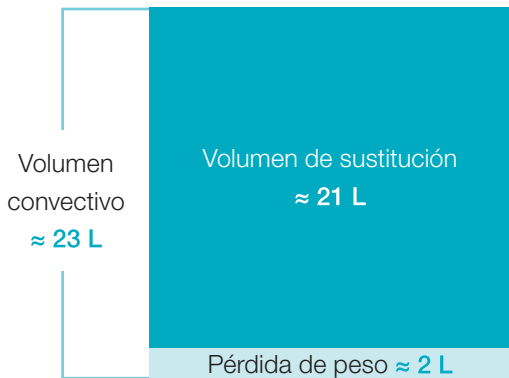 Volumen
convectivo
≈ 23 L
Volumen de sustitución
≈ 21 L
Pérdida de peso ≈ 2 L